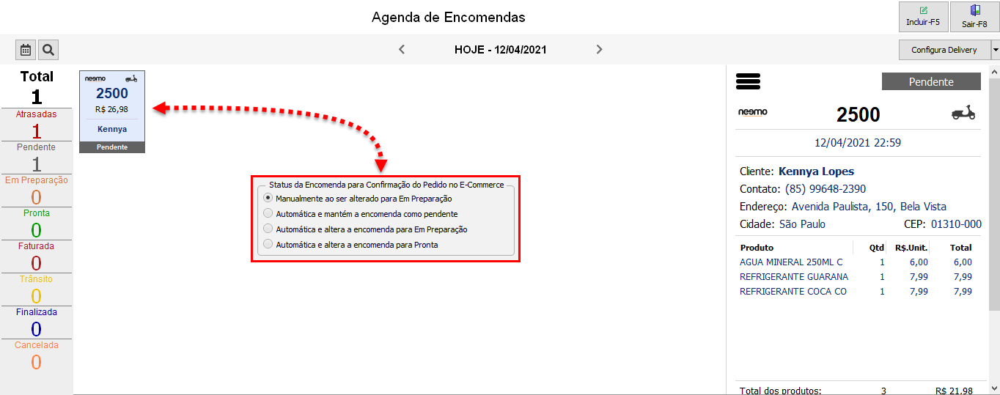 Agenda de Encomendas
Incluir-F5
Sair-F8
HOJE - 12/04/2021
Configura Delivery
Total
1
Atrasadas
1
Pendente
1
Em Preparação
0
Pronta
0
Faturada
0
Trânsito
0
Finalizada
0
Cancelada
0
neemo
2500
R$ 26,98
Kennya
Pendente
Status da Encomenda para Confirmação do Pedido no E-Commerce
Manualmente ao ser alterado para Em Preparação
Automática e mantém a encomenda como pendente
Automática e altera a encomenda para Em Preparação
Automática e altera a encomenda para Pronta
Pendente
neemo 2500
12/04/2021 22:59
Cliente: Kennya Lopes
Contato: (85) 99648-2390
Endereço: Avenida Paulista, 150, Bela Vista
Cidade: São Paulo CEP: 01310-000
Produto Qtd R$.Unit. Total
AGUA MINERAL 250ML C 1 6,00 6,00
REFRIGERANTE GUARANA 1 7,99 7,99
REFRIGERANTE COCA CO 1 7,99 7,99
Total dos produtos: 3 R$ 21,98